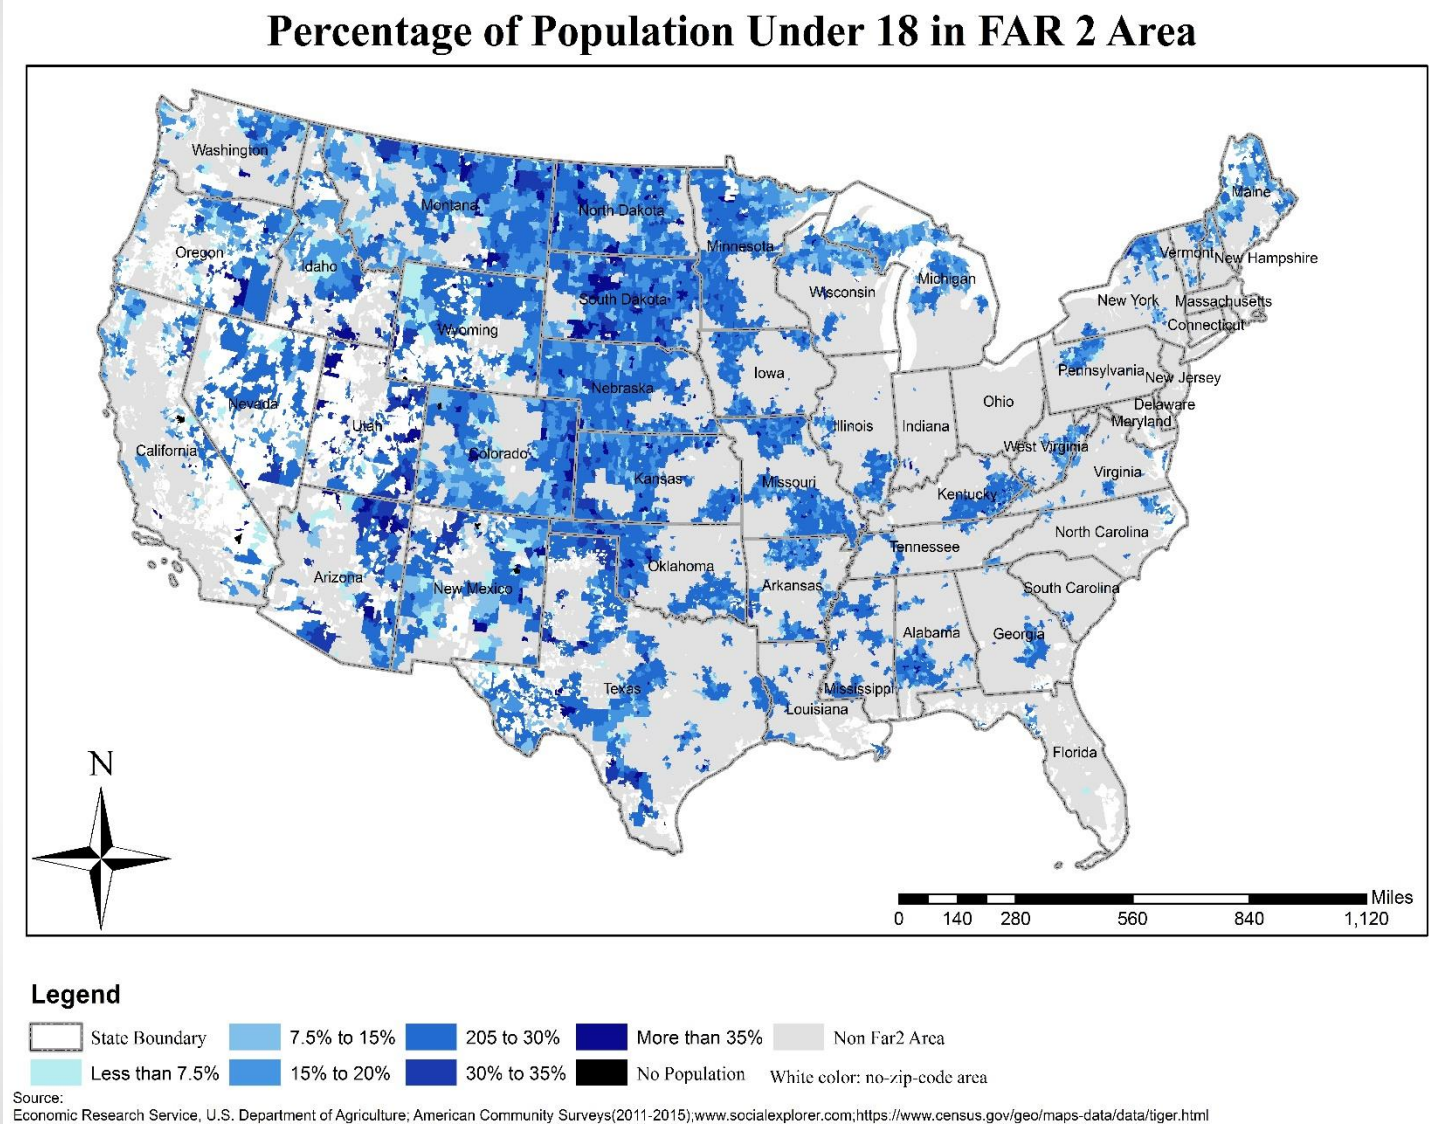 Percentage of Population Under 18 in FAR 2 Area
Washington
Montana
North Dakota
Minnesota
Maine
Oregon
Idaho
Wyoming
South Dakota
Wisconsin
Michigan
Vermont
New Hampshire
New York
Massachusetts
Connecticut
Nevada
Utah
Colorado
Nebraska
Iowa
Illinois
Indiana
Ohio
Pennsylvania
New Jersey
Delaware
Maryland
California
Kansas
Missouri
West Virginia
Virginia
Kentucky
Arizona
New Mexico
Oklahoma
Arkansas
Tennessee
North Carolina
South Carolina
Texas
Louisiana
Mississippi
Alabama
Georgia
Florida
N
Miles
0 140 280 560 840 1,120
Legend
State Boundary 7.5% to 15% 205 to 30% More than 35% Non Far2 Area
Less than 7.5% 15% to 20% 30% to 35% No Population White color: no-zip-code area
Source:
Economic Research Service, U.S. Department of Agriculture; American Community Surveys(2011-2015);www.socialexplorer.com;https://www.census.gov/geo/maps-data/data/tiger.html